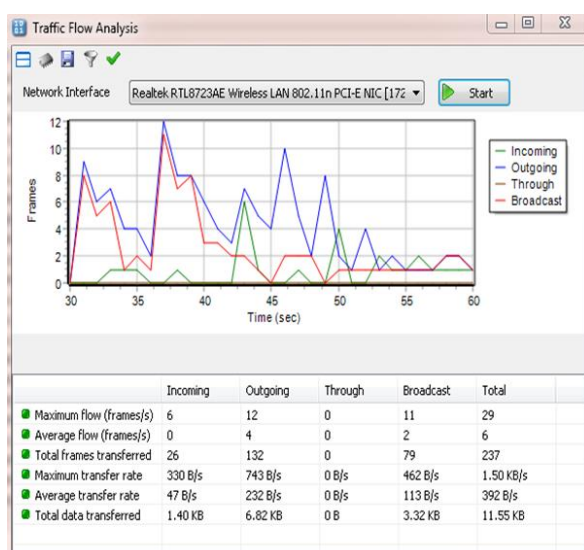 Traffic Flow Analysis
Network Interface Realtek RTL8723AE Wireless LAN 802.11n PCI-E NIC [172 Start
12
10
8
6
4
2
0
Frames
30 35 40 45 50 55 60
Time (sec)
Incoming
Outgoing
Through
Broadcast
Incoming Outgoing Through Broadcast Total
Maximum flow (frames/s) 6 12 0 11 29
Average flow (frames/s) 0 4 0 2 6
Total frames transferred 26 132 0 79 237
Maximum transfer rate 330 B/s 743 B/s 0 B/s 462 B/s 1.50 KB/s
Average transfer rate 47 B/s 232 B/s 0 B/s 113 B/s 392 B/s
Total data transferred 1.40 KB 6.82 KB 0 B 3.32 KB 11.55 KB